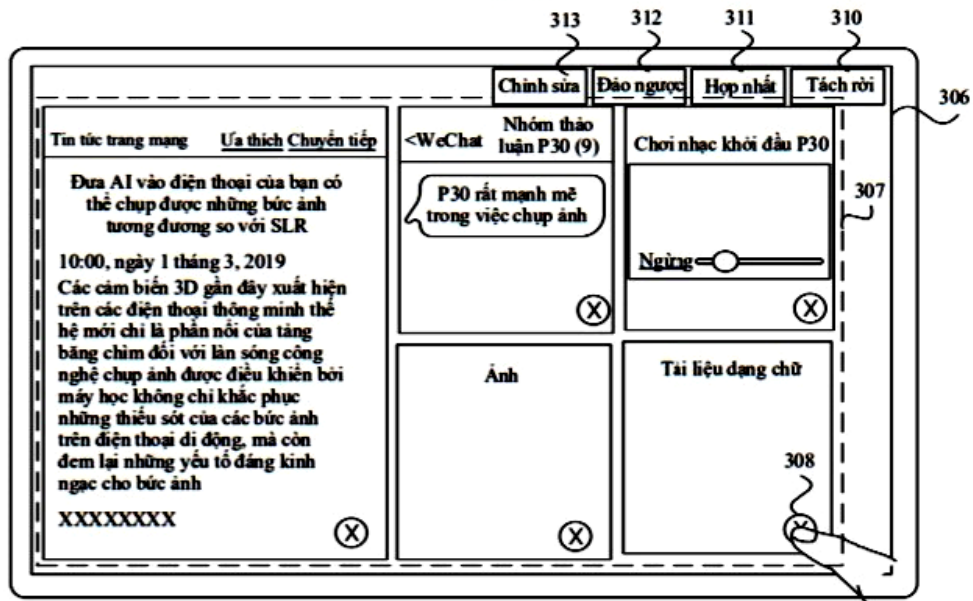 313
312
311
310
Chỉnh sửa
Đảo ngược
Hợp nhất
Tách rời
306
Tin tức trang mạng
Ưa thích
Chuyển tiếp
Đưa AI vào điện thoại của bạn có
thể chụp được những bức ảnh
tương đương so với SLR
10:00, ngày 1 tháng 3, 2019
Các cảm biến 3D gần đây xuất hiện
trên các điện thoại thông minh thế
hệ mới chỉ là phần nổi của tảng
băng chìm đối với làn sóng công
nghệ chụp ảnh được điều khiển bởi
máy học không chỉ khắc phục
những thiếu sót của các bức ảnh
trên điện thoại di động, mà còn
đem lại những yếu tố đáng kinh
ngạc cho bức ảnh
XXXXXXXX
X
<WeChat
Nhóm thảo
luận P30 (9)
P30 rất mạnh mẽ
trong việc chụp ảnh
X
Chơi nhạc khởi đầu P30
Ngừng
X
307
Ảnh
X
Tài liệu dạng chữ
308
X